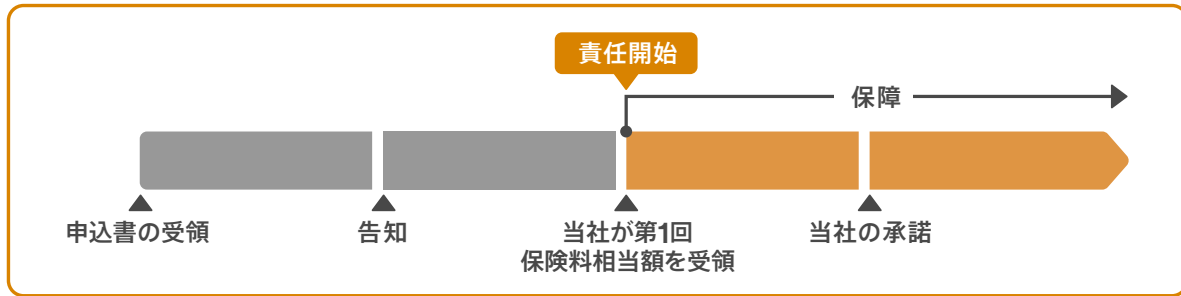 責任開始
保障
申込書の受領
告知
当社が第1回
保険料相当額を受領
当社の承諾